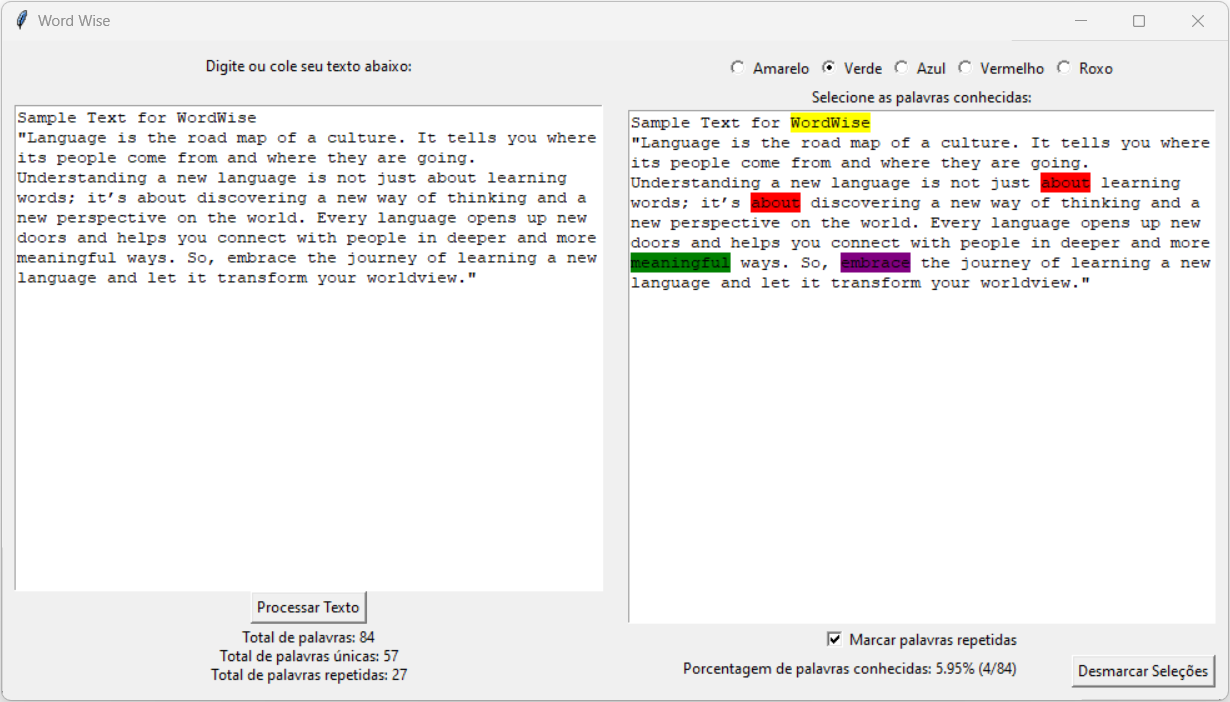 Word Wise
Digite ou cole seu texto abaixo:
Sample Text for WordWise
"Language is the road map of a culture. It tells you where
its people come from and where they are going.
Understanding a new language is not just about learning
words; it’s about discovering a new way of thinking and a
new perspective on the world. Every language opens up new
doors and helps you connect with people in deeper and more
meaningful ways. So, embrace the journey of learning a new
language and let it transform your worldview."
Processar Texto
Total de palavras: 84
Total de palavras únicas: 57
Total de palavras repetidas: 27
Amarelo Verde Azul Vermelho Roxo
Selecione as palavras conhecidas:
Sample Text for WordWise
"Language is the road map of a culture. It tells you where
its people come from and where they are going.
Understanding a new language is not just about learning
words; it’s about discovering a new way of thinking and a
new perspective on the world. Every language opens up new
doors and helps you connect with people in deeper and more
meaningful ways. So, embrace the journey of learning a new
language and let it transform your worldview."
Marcar palavras repetidas
Porcentagem de palavras conhecidas: 5.95% (4/84)
Desmarcar Seleções